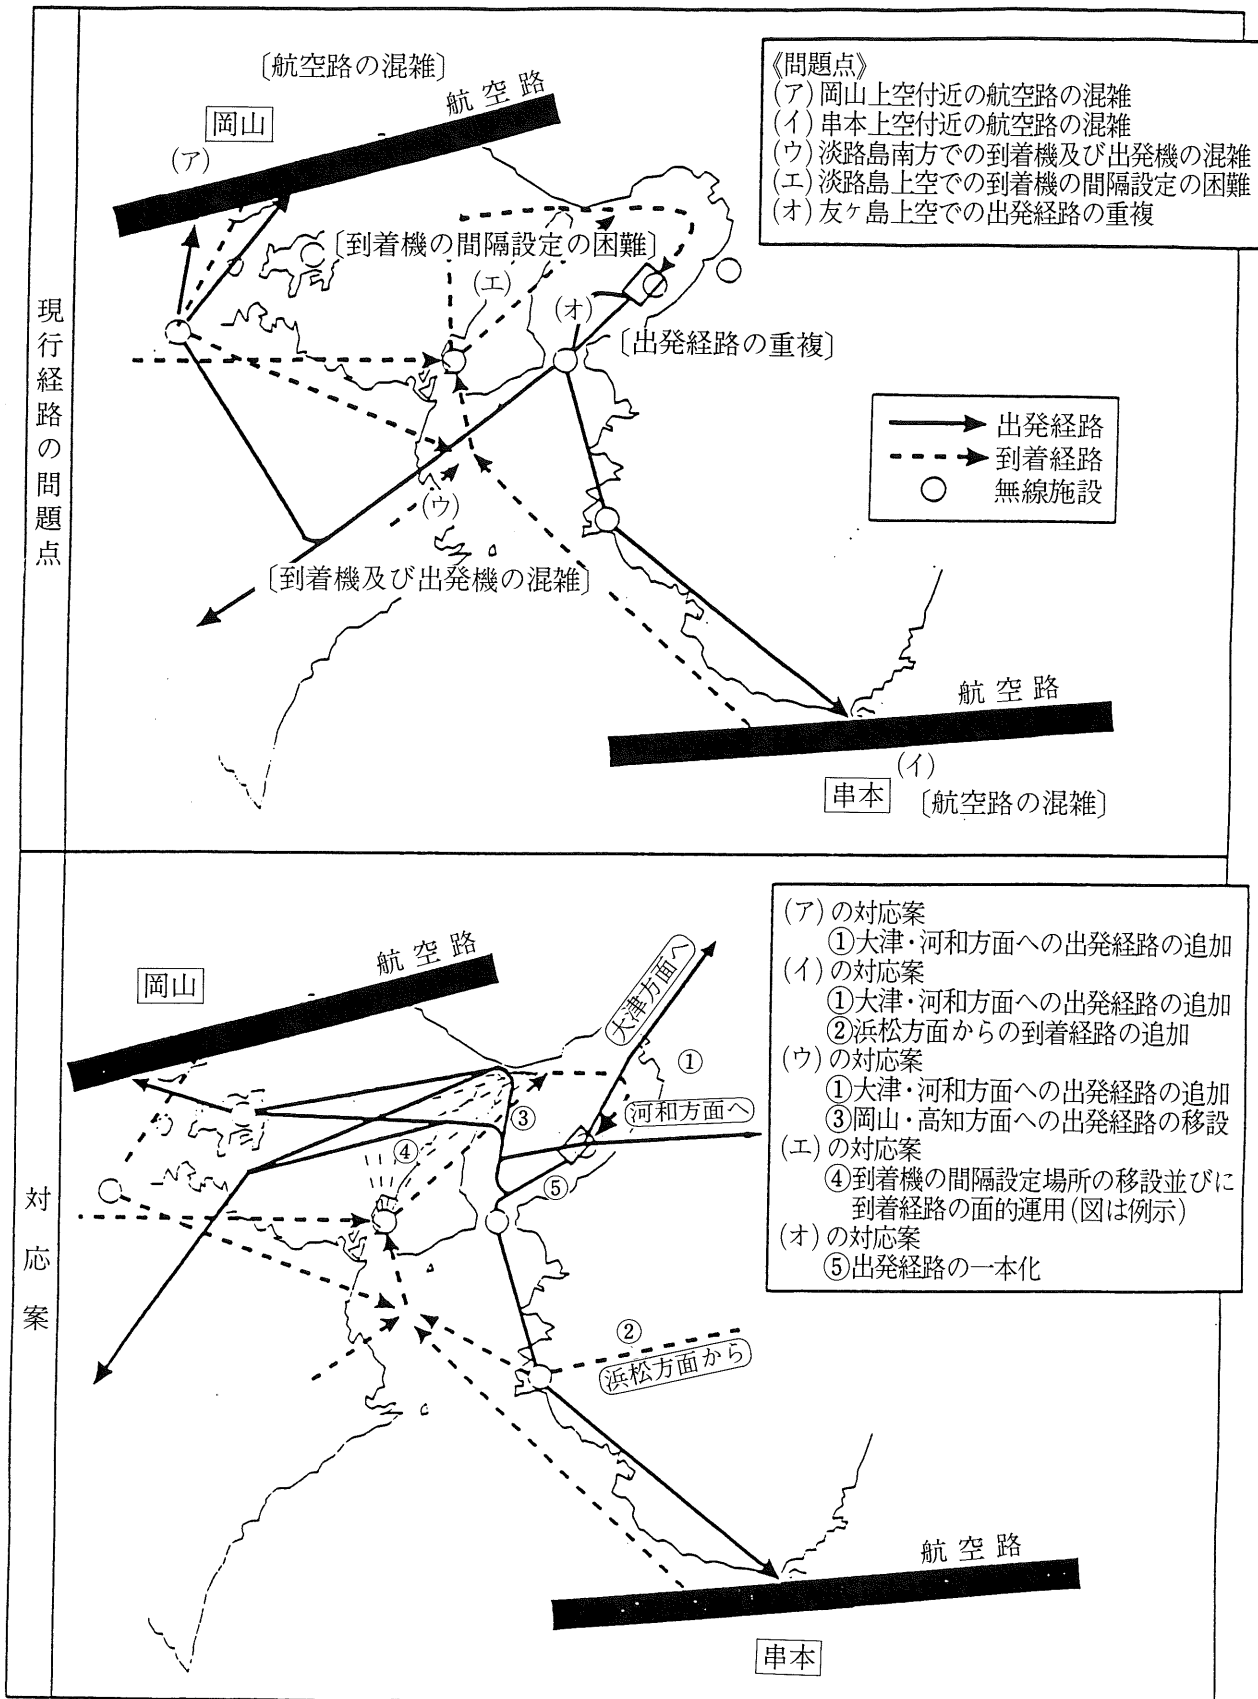 現行経路の問題点
〔航空路の混雑〕
航空路
岡山
(ア)
《問題点》
(ア)岡山上空付近の航空路の混雑
(イ)串本上空付近の航空路の混雑
(ウ)淡路島南方での到着機及び出発機の混雑
(エ)淡路島上空での到着機の間隔設定の困難
(オ)友ヶ島上空での出発経路の重複
〔到着機の間隔設定の困難〕
(エ)
(オ)
〔出発経路の重複〕
出発経路
到着経路
無線施設
(ウ)
〔到着機及び出発機の混雑〕
航空路
(イ)
串本
〔航空路の混雑〕
対応案
航空路
岡山
大津方面へ
①
河和方面へ
③
④
⑤
②
浜松方面から
(ア)の対応案
①大津・河和方面への出発経路の追加
(イ)の対応案
①大津・河和方面への出発経路の追加
②浜松方面からの到着経路の追加
(ウ)の対応案
①大津・河和方面への出発経路の追加
③岡山・高知方面への出発経路の移設
(エ)の対応案
④到着機の間隔設定場所の移設並びに
到着経路の面的運用(図は例示)
(オ)の対応案
⑤出発経路の一本化
航空路
串本